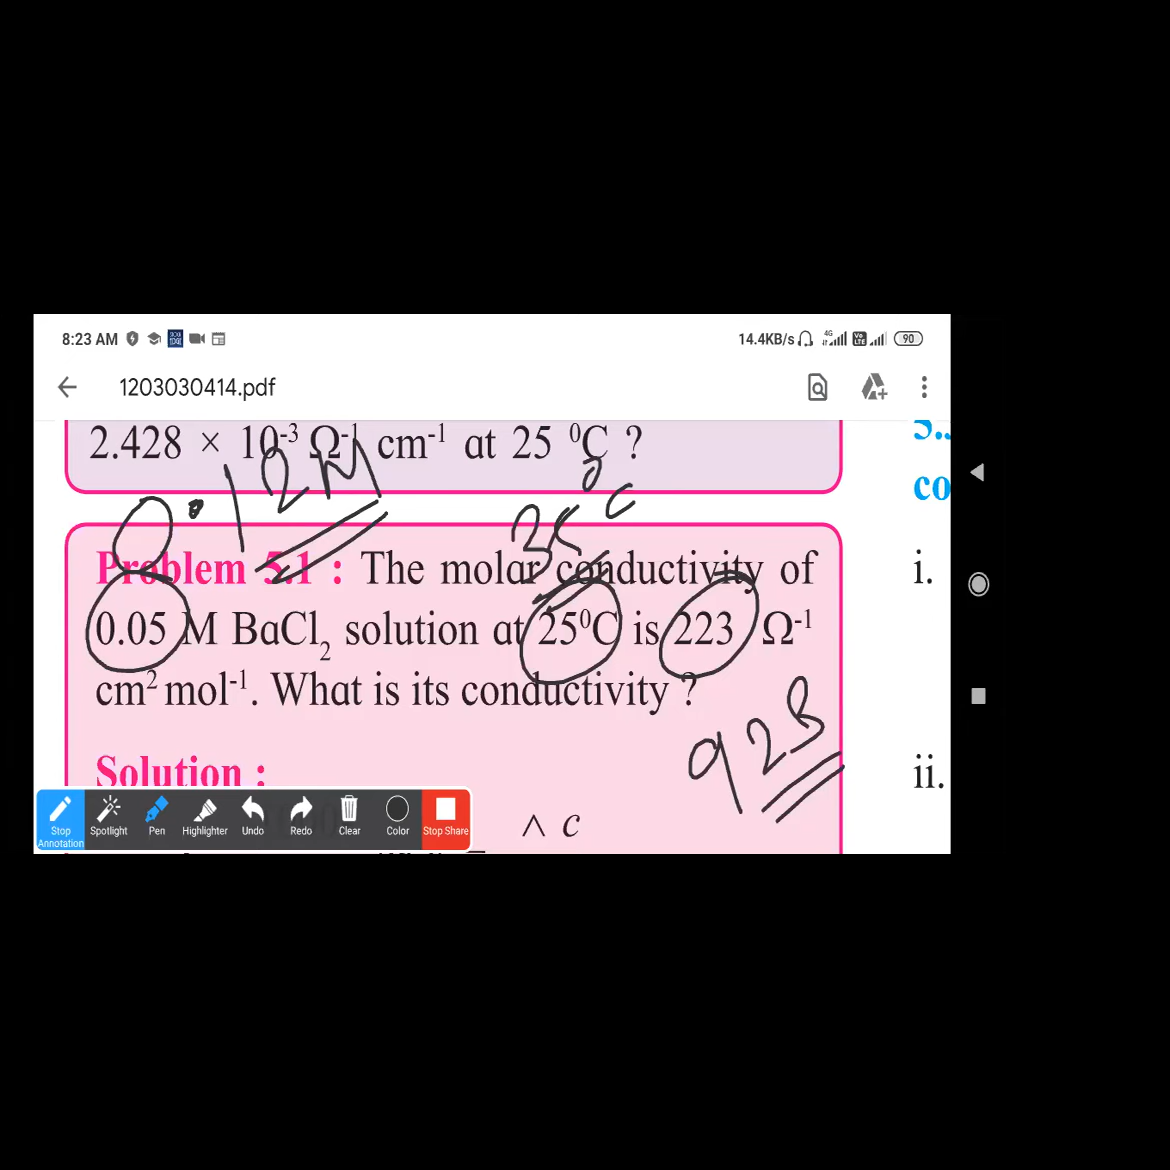 8:23 AM 14.4KB/s 4G Vo LTE 90
1203030414.pdf
2.428 × 10⁻³ Ω⁻¹ cm⁻¹ at 25 ⁰C ?
0.12M
35°C
Problem 5.1 : The molar conductivity of
0.05 M BaCl₂ solution at 25⁰C is 223 Ω⁻¹
cm² mol⁻¹. What is its conductivity ?
923
Solution :
∧ c
Stop Annotation Spotlight Pen Highlighter Undo Redo Clear Color Stop Share
co
i.
ii.